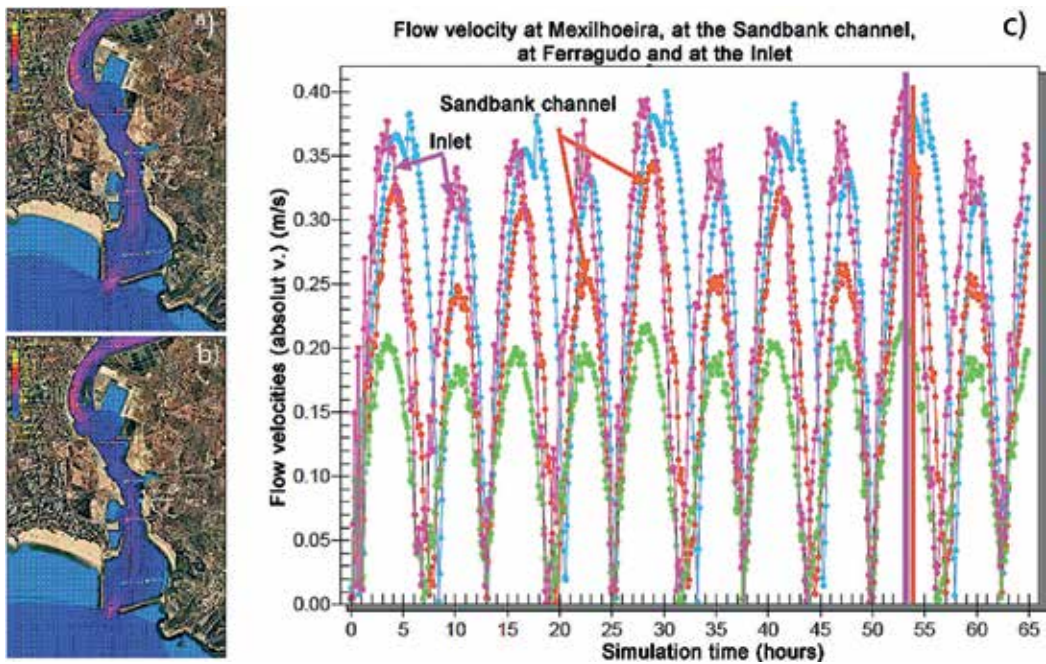 a)
b)
c)
Flow velocity at Mexilhoeira, at the Sandbank channel,
at Ferragudo and at the Inlet
Sandbank channel
Inlet
Flow velocities (absolut v.) (m/s)
0.40
0.35
0.30
0.25
0.20
0.15
0.10
0.05
0.00
0 5 10 15 20 25 30 35 40 45 50 55 60 65
Simulation time (hours)